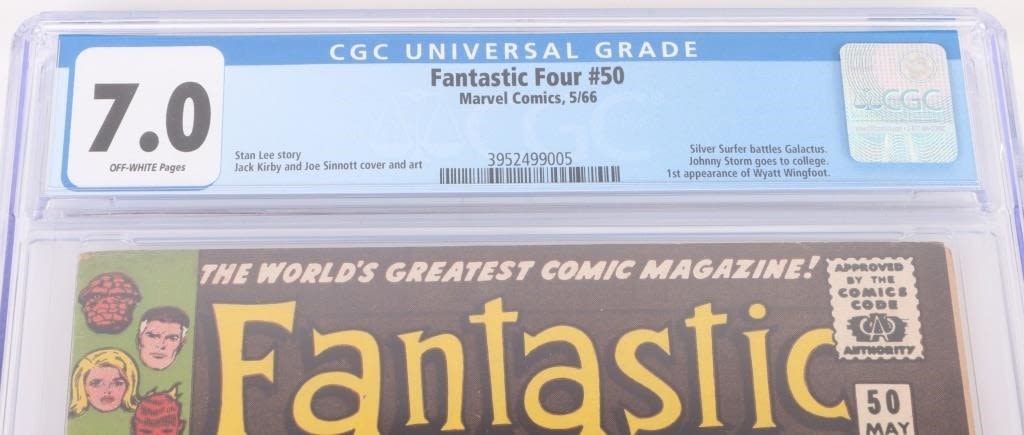 CGC UNIVERSAL GRADE
7.0
OFF-WHITE Pages
Fantastic Four #50
Marvel Comics, 5/66
Stan Lee story
Jack Kirby and Joe Sinnott cover and art
3952499005
Silver Surfer battles Galactus.
Johnny Storm goes to college.
1st appearance of Wyatt Wingfoot.
CGC
THE WORLD'S GREATEST COMIC MAGAZINE!
Fantastic
APPROVED
BY THE
COMICS
CODE
CA
AUTHORITY
50
MAY